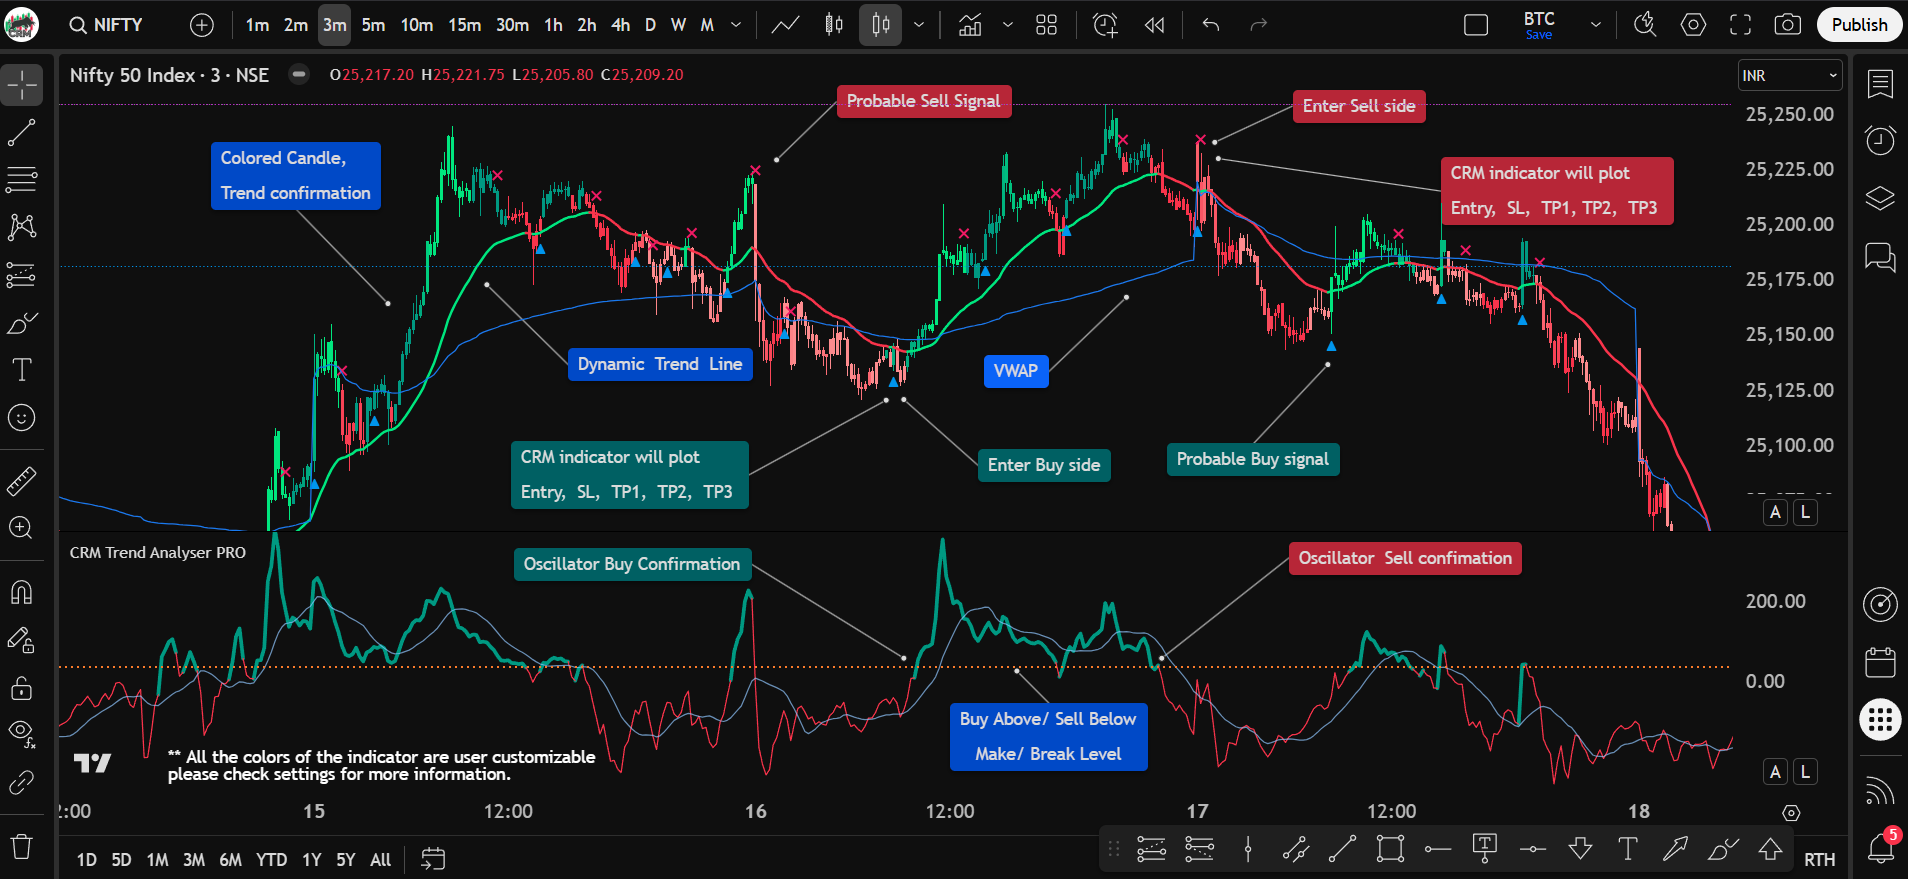 CRM
NIFTY
1m 2m 3m 5m 10m 15m 30m 1h 2h 4h D W M
BTC
Save
Publish
Nifty 50 Index · 3 · NSE
O25,217.20 H25,221.75 L25,205.80 C25,209.20
INR
25,250.00
25,225.00
25,200.00
25,175.00
25,150.00
25,125.00
25,100.00
Probable Sell Signal
Enter Sell side
Colored Candle,
Trend confirmation
CRM indicator will plot
Entry, SL, TP1, TP2, TP3
Dynamic Trend Line
VWAP
CRM indicator will plot
Entry, SL, TP1, TP2, TP3
Enter Buy side
Probable Buy signal
A L
CRM Trend Analyser PRO
Oscillator Buy Confirmation
Oscillator Sell confimation
200.00
0.00
Buy Above/ Sell Below
Make/ Break Level
** All the colors of the indicator are user customizable
please check settings for more information.
A L
2:00 15 12:00 16 12:00 17 12:00 18
1D 5D 1M 3M 6M YTD 1Y 5Y All
RTH
5